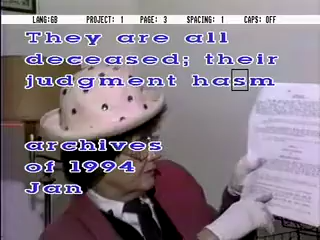 LANG:GB PROJECT: 1 PAGE: 3 SPACING: 1 CAPS: OFF
They are all
deceased; their
judgment hasm
archives
of 1994
Jan